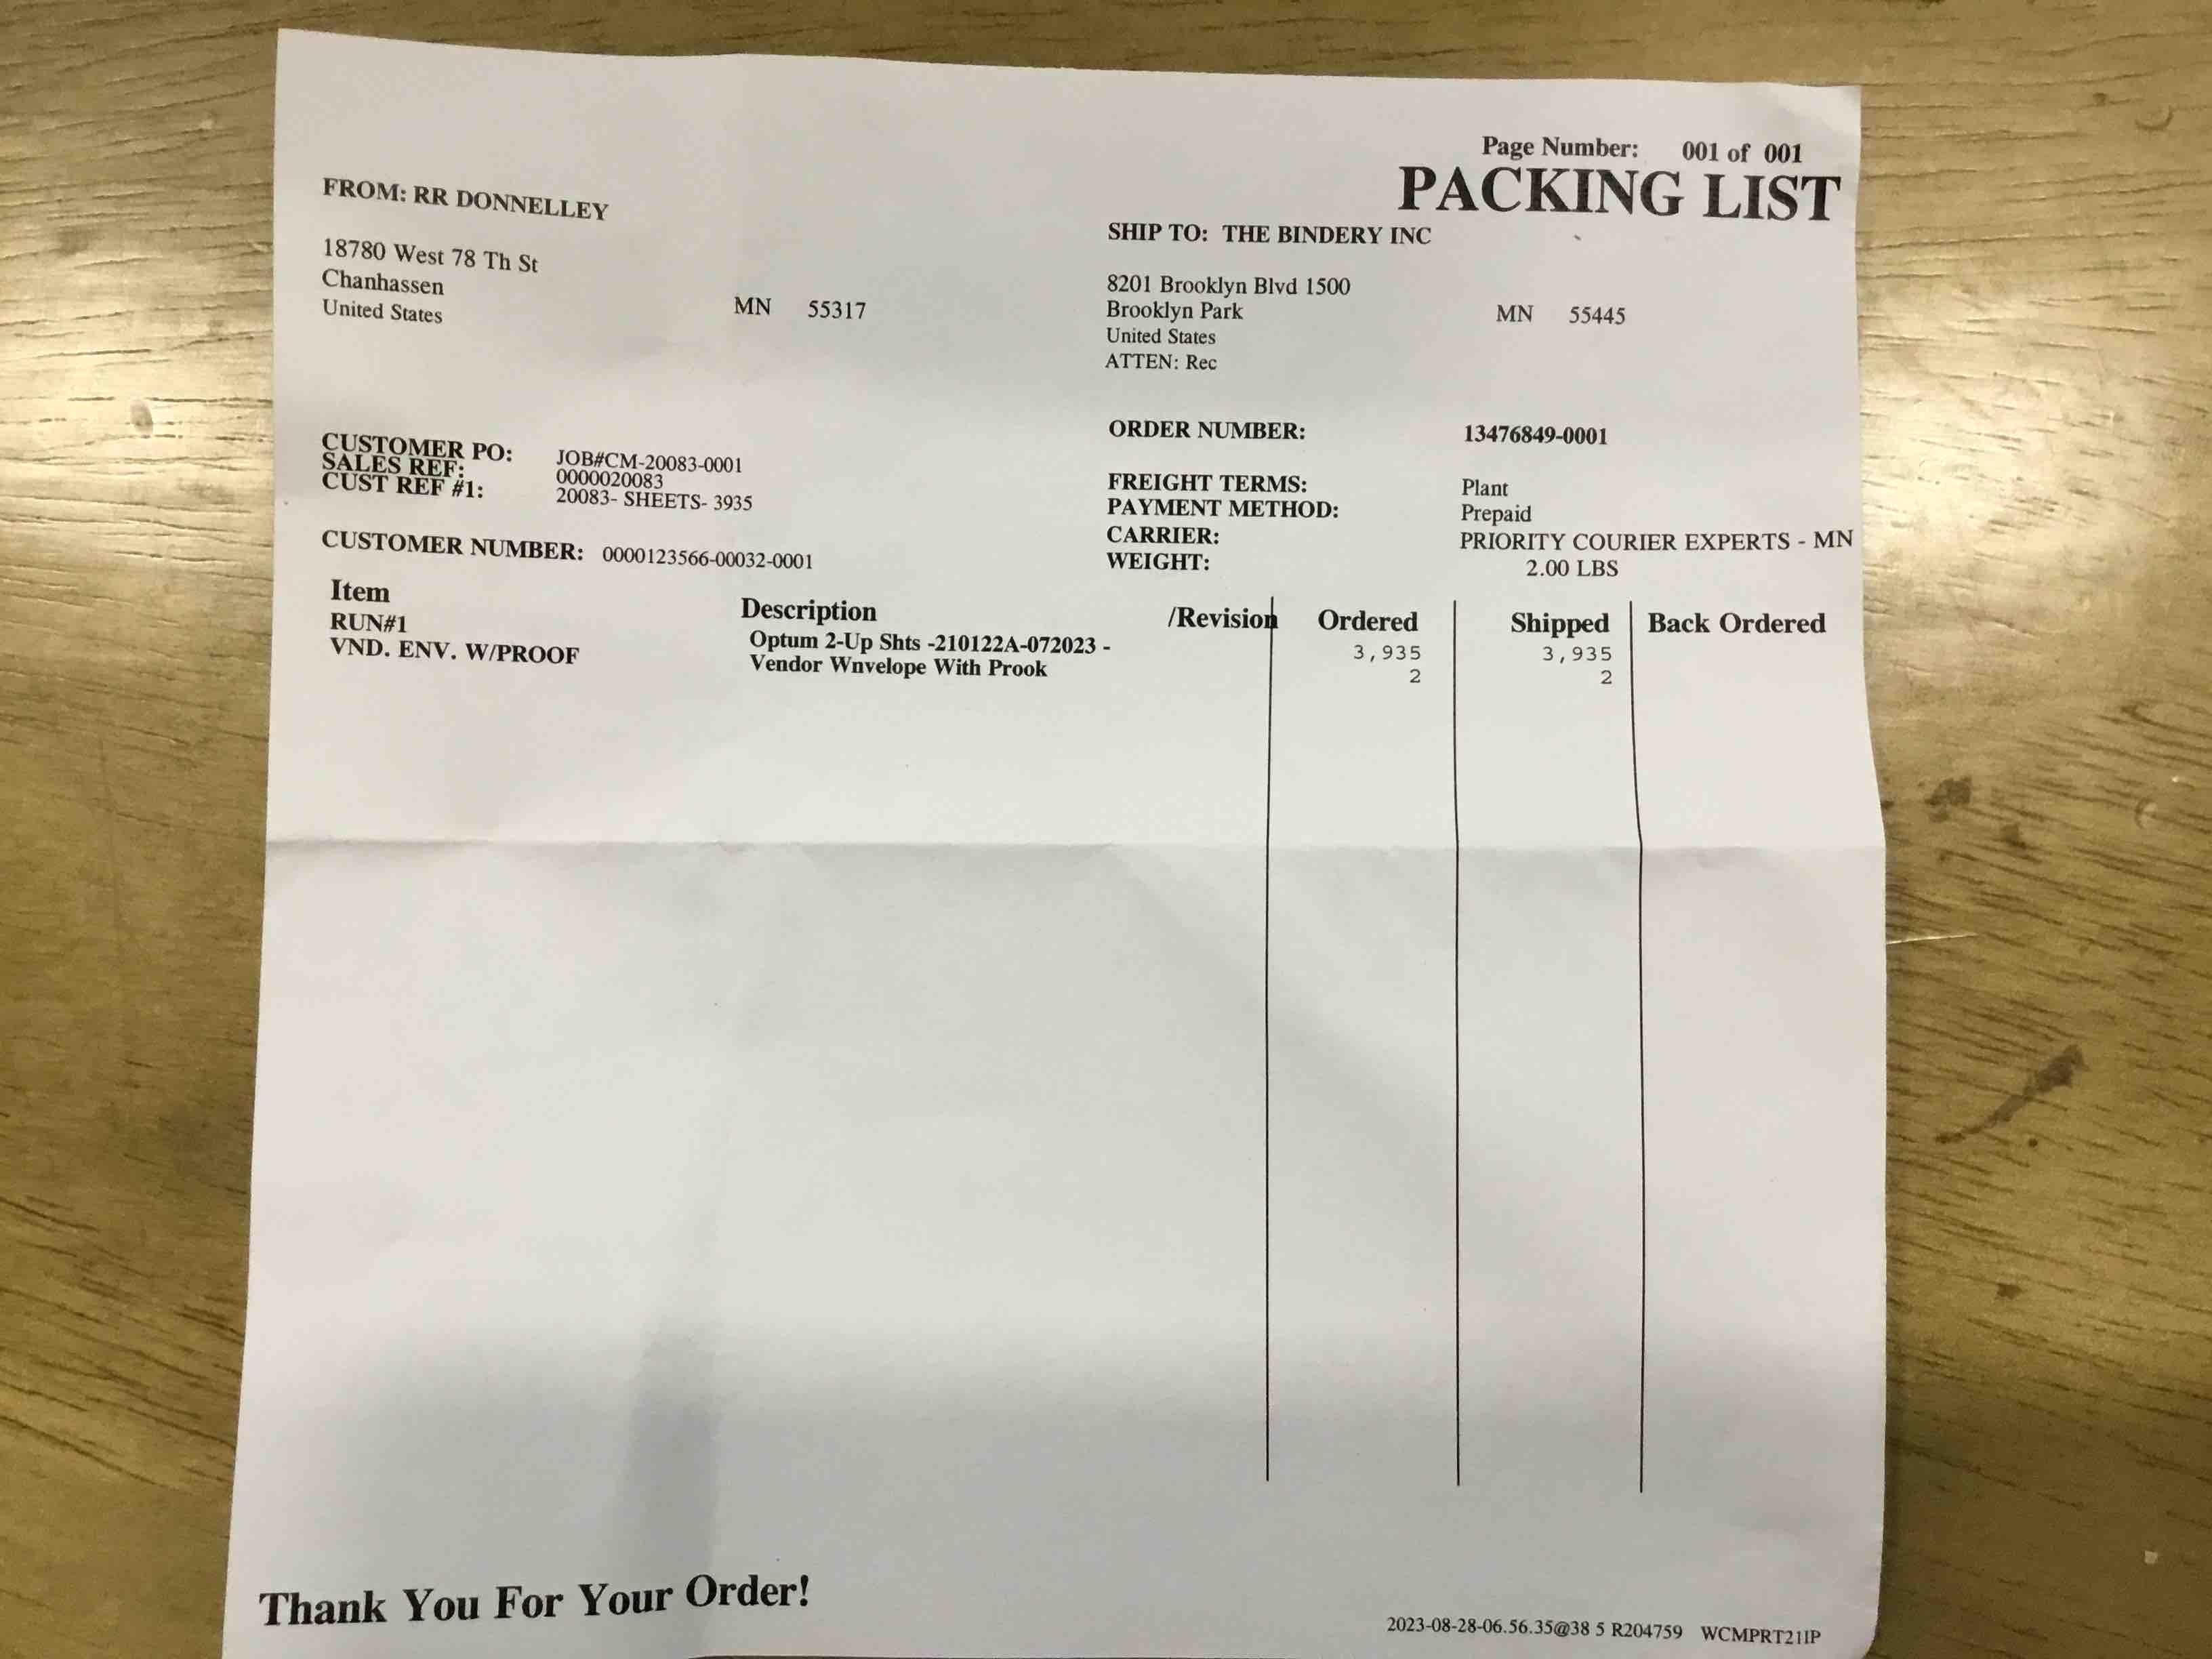 Page Number: 001 of 001
PACKING LIST
FROM: RR DONNELLEY
18780 West 78 Th St
Chanhassen
United States MN 55317
SHIP TO: THE BINDERY INC
8201 Brooklyn Blvd 1500
Brooklyn Park MN 55445
United States
ATTEN: Rec
CUSTOMER PO: JOB#CM-20083-0001
SALES REF: 0000020083
CUST REF #1: 20083- SHEETS- 3935
CUSTOMER NUMBER: 0000123566-00032-0001
ORDER NUMBER: 13476849-0001
FREIGHT TERMS: Plant
PAYMENT METHOD: Prepaid
CARRIER: PRIORITY COURIER EXPERTS - MN
WEIGHT: 2.00 LBS
Item Description /Revision Ordered Shipped Back Ordered
RUN#1 Optum 2-Up Shts -210122A-072023 - 3,935 3,935
VND. ENV. W/PROOF Vendor Wnvelope With Prook 2 2
Thank You For Your Order!
2023-08-28-06.56.35@38 5 R204759 WCMPRT21IP